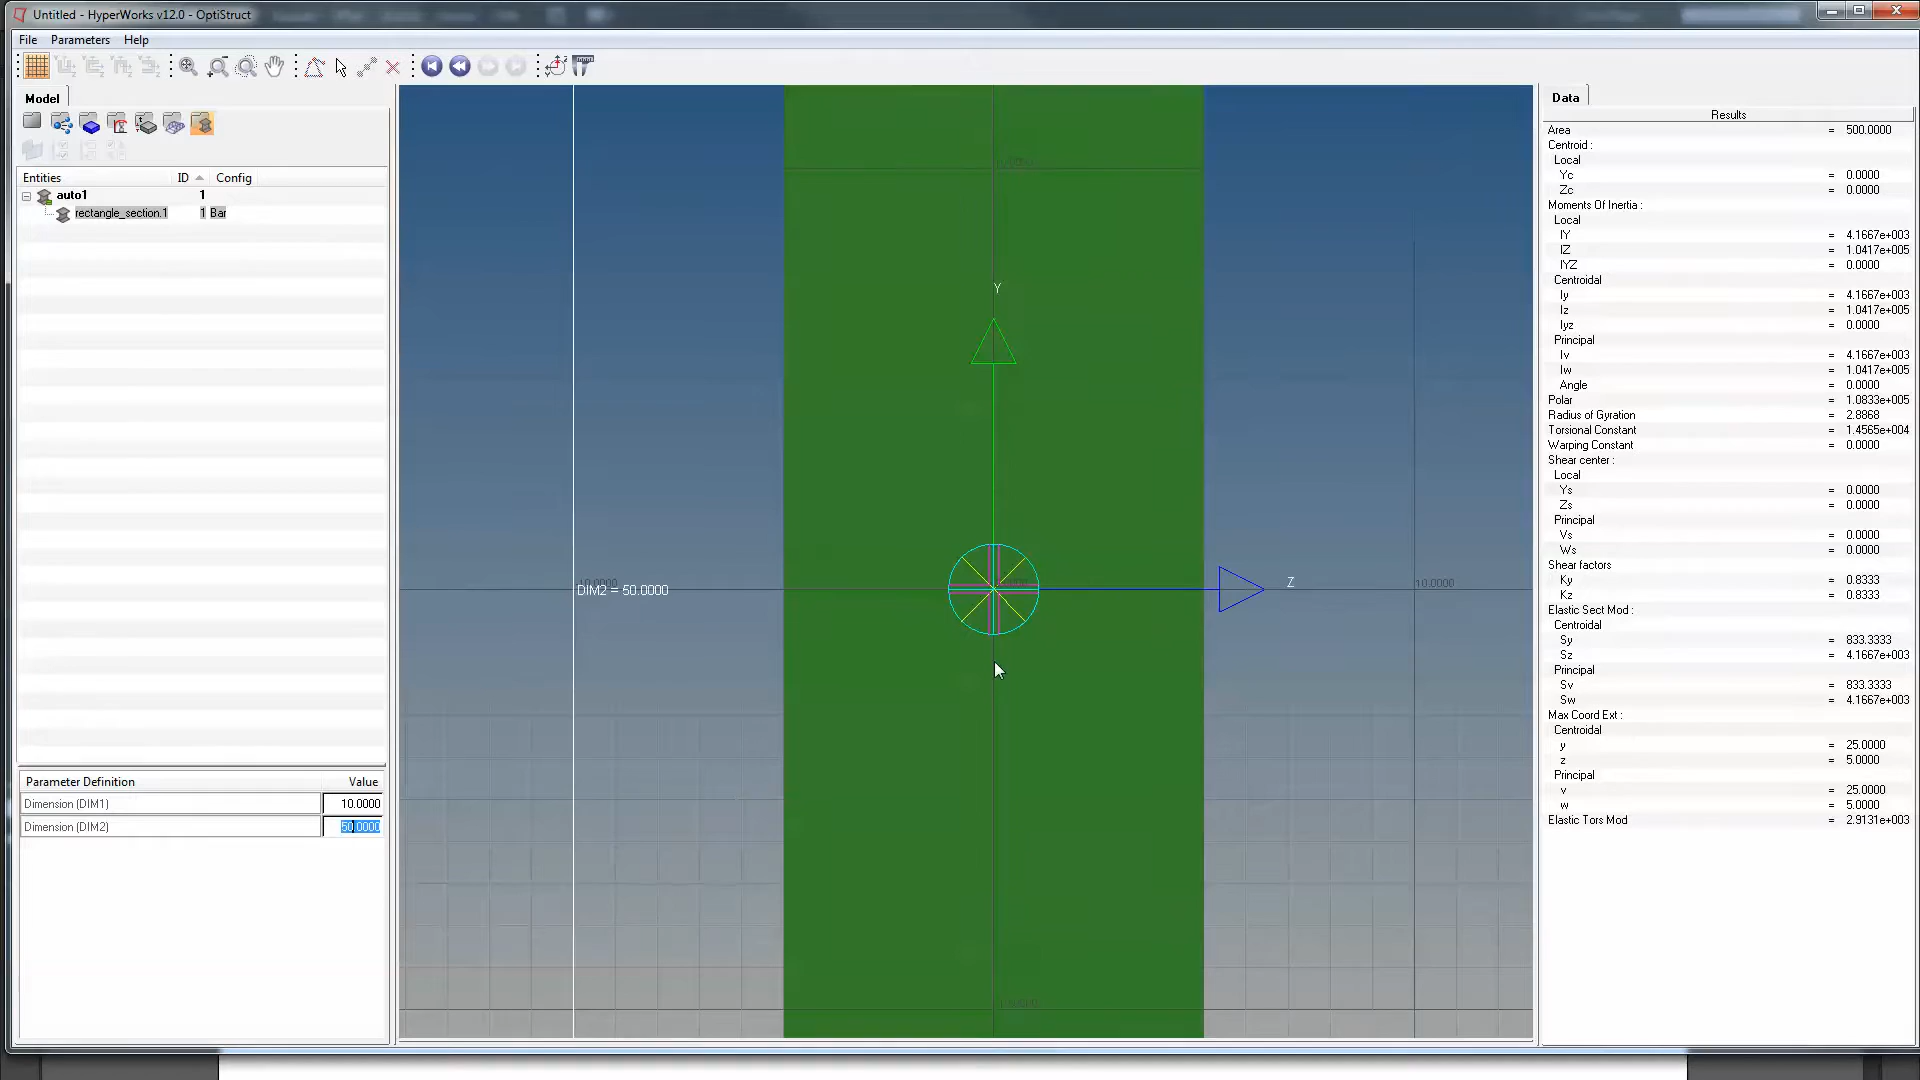 Untitled - HyperWorks v12.0 - OptiStruct
File Parameters Help
Model
Entities ID Config
auto1 1
rectangle_section.1 1 Bar
Parameter Definition Value
Dimension (DIM1) 10.0000
Dimension (DIM2) 50.0000
Y
Z
DIM2 = 50.0000
10.0000
Data
Results
Area = 500.0000
Centroid :
Local
Yc = 0.0000
Zc = 0.0000
Moments Of Inertia :
Local
IY = 4.1667e+003
IZ = 1.0417e+005
IYZ = 0.0000
Centroidal
Iy = 4.1667e+003
Iz = 1.0417e+005
Iyz = 0.0000
Principal
Iv = 4.1667e+003
Iw = 1.0417e+005
Angle = 0.0000
Polar = 1.0833e+005
Radius of Gyration = 2.8868
Torsional Constant = 1.4565e+004
Warping Constant = 0.0000
Shear center :
Local
Ys = 0.0000
Zs = 0.0000
Principal
Vs = 0.0000
Ws = 0.0000
Shear factors
Ky = 0.8333
Kz = 0.8333
Elastic Sect Mod :
Centroidal
Sy = 833.3333
Sz = 4.1667e+003
Principal
Sv = 833.3333
Sw = 4.1667e+003
Max Coord Ext :
Centroidal
y = 25.0000
z = 5.0000
Principal
v = 25.0000
w = 5.0000
Elastic Tors Mod = 2.9131e+003